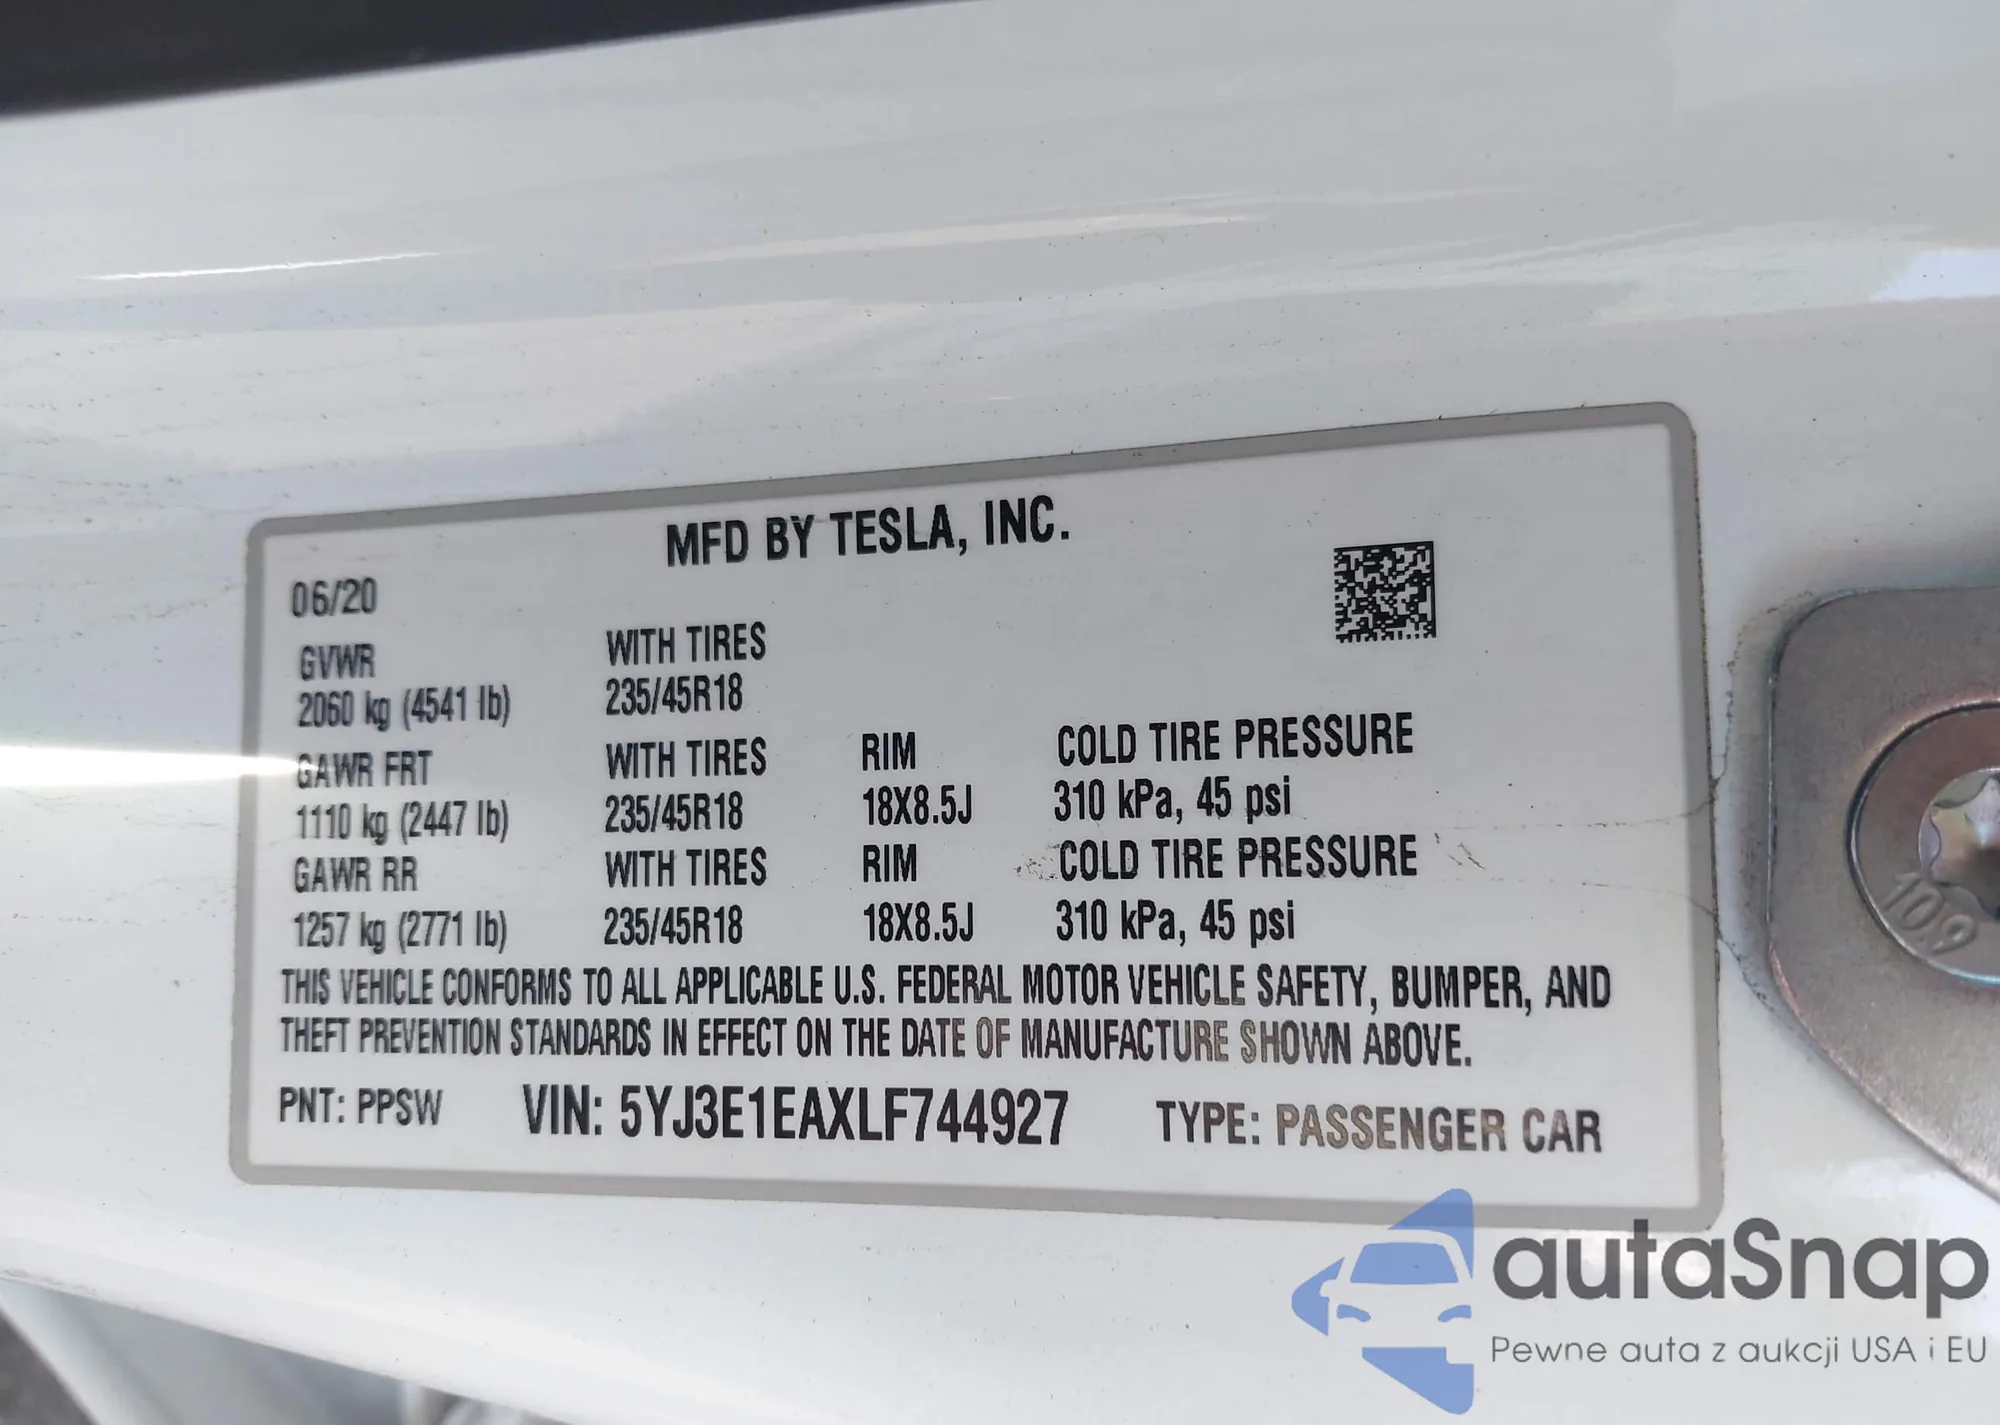 MFD BY TESLA, INC.
06/20
GVWR WITH TIRES
2060 kg (4541 lb) 235/45R18
GAWR FRT WITH TIRES RIM COLD TIRE PRESSURE
1110 kg (2447 lb) 235/45R18 18X8.5J 310 kPa, 45 psi
GAWR RR WITH TIRES RIM COLD TIRE PRESSURE
1257 kg (2771 lb) 235/45R18 18X8.5J 310 kPa, 45 psi
THIS VEHICLE CONFORMS TO ALL APPLICABLE U.S. FEDERAL MOTOR VEHICLE SAFETY, BUMPER, AND
THEFT PREVENTION STANDARDS IN EFFECT ON THE DATE OF MANUFACTURE SHOWN ABOVE.
PNT: PPSW VIN: 5YJ3E1EAXLF744927 TYPE: PASSENGER CAR
10.9
autaSnap
Pewne auta z aukcji USA i EU